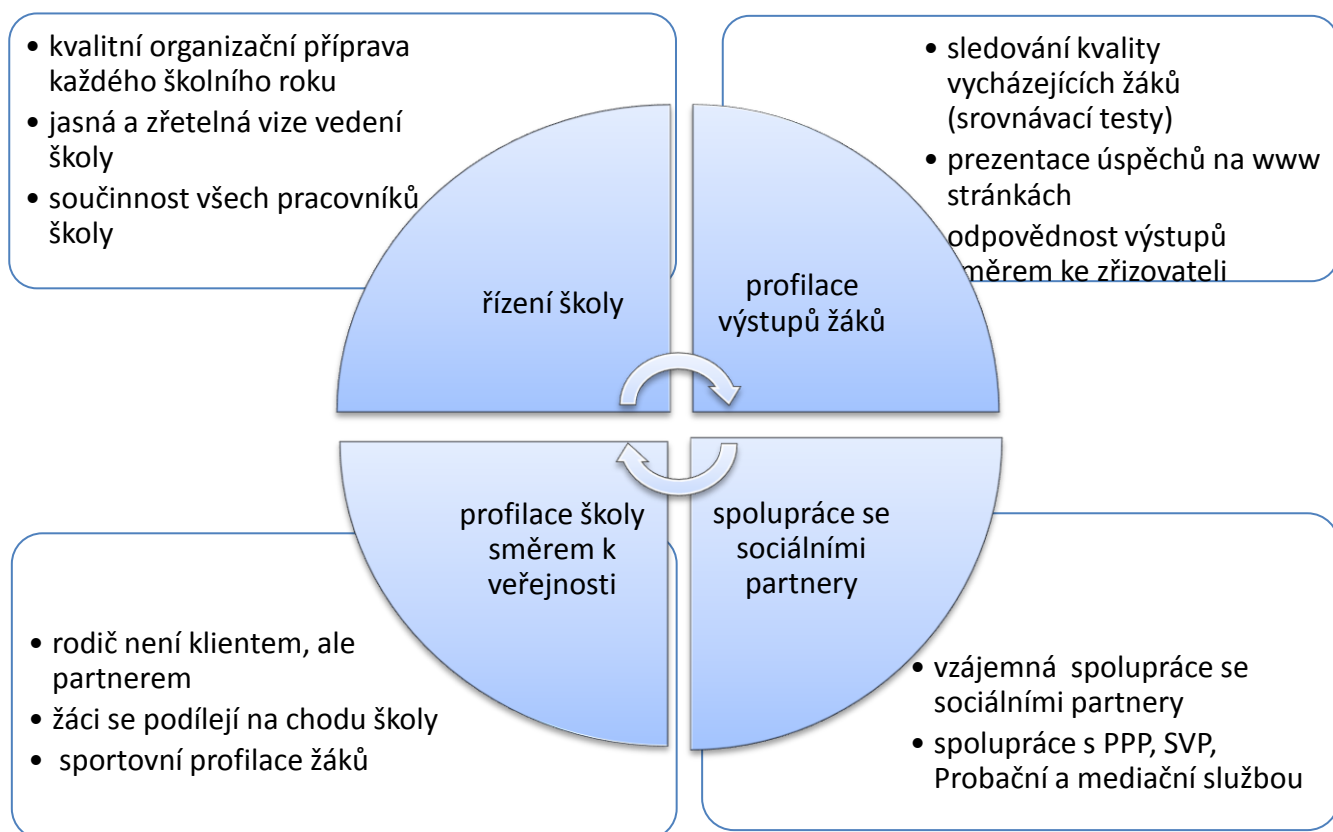 • kvalitní organizační příprava
každého školního roku
• jasná a zřetelná vize vedení
školy
• součinnost všech pracovníků
školy
• sledování kvality
vycházejících žáků
(srovnávací testy)
• prezentace úspěchů na www
stránkách
odpovědnost výstupů
směrem ke zřizovateli
řízení školy
profilace
výstupů žáků
profilace školy
směrem k
veřejnosti
spolupráce se
sociálními
partnery
• rodič není klientem, ale
partnerem
• žáci se podílejí na chodu školy
• sportovní profilace žáků
• vzájemná  spolupráce se
sociálními partnery
• spolupráce s PPP, SVP,
Probační a mediační službou